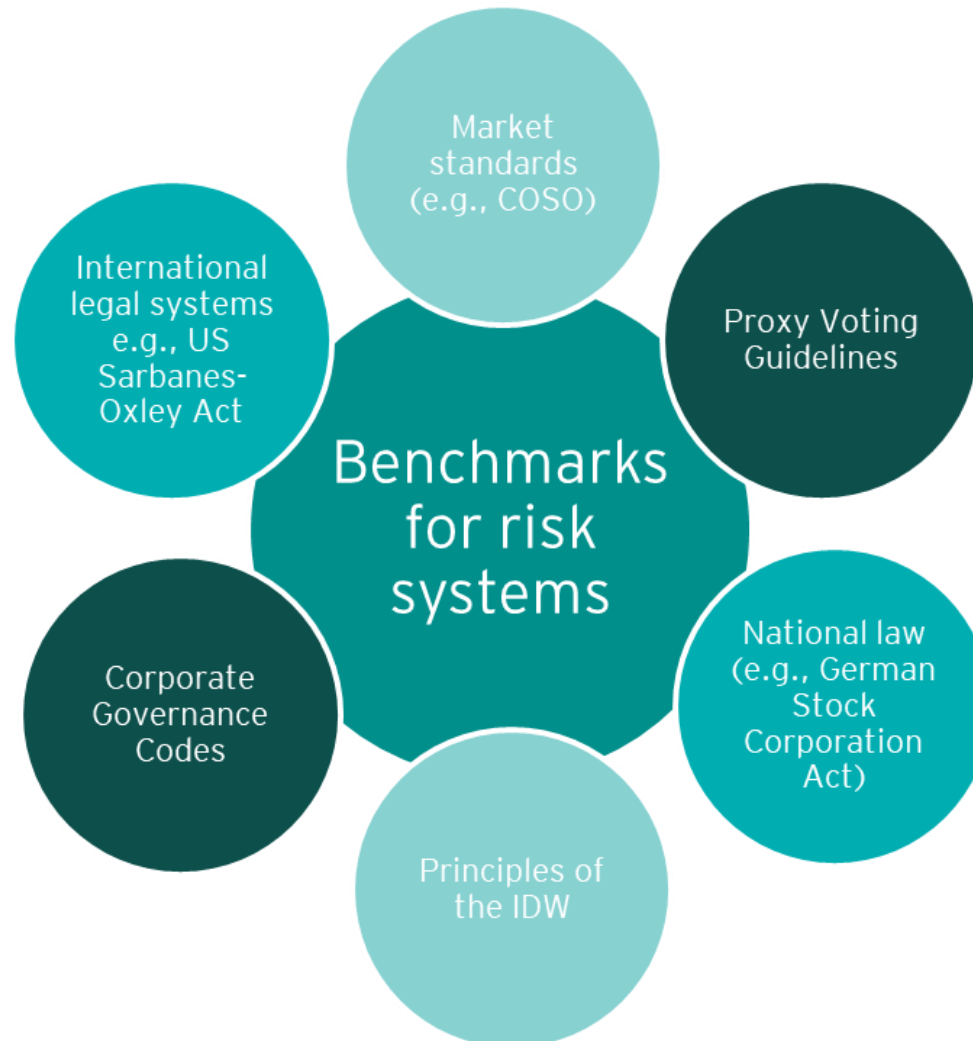 Market
standards
(e.g., COSO)
International
legal systems
e.g., US
Sarbanes-
Oxley Act
Proxy Voting
Guidelines
Benchmarks
for risk
systems
Corporate
Governance
Codes
National law
(e.g., German
Stock
Corporation
Act)
Principles of
the IDW